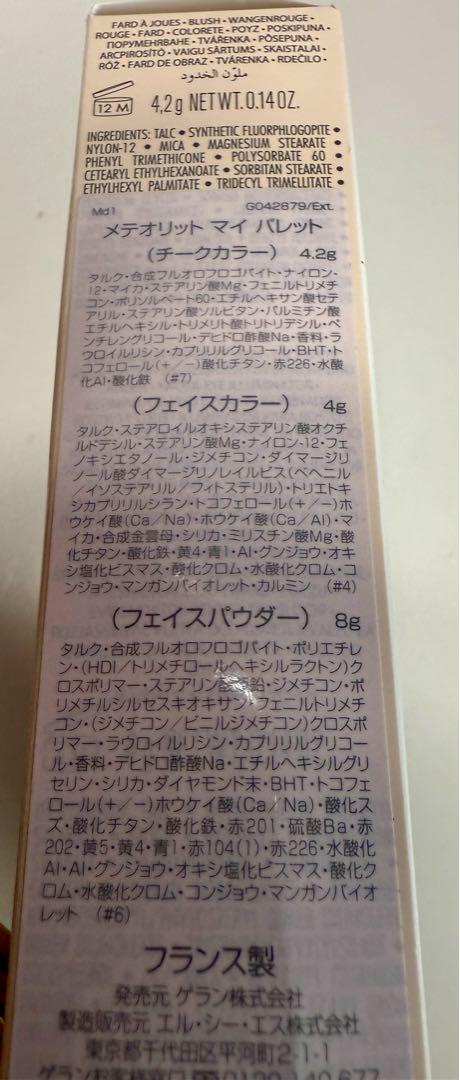 FARD À JOUES • BLUSH • WANGENROUGE •
ROUGE • FARD • COLORETE • POYZ • POSKIPUNA •
ПОРУМЕНЯВАНЕ • TVÁŘENKA • PÕSEPUNA •
ARCPIROSÍTÓ • VAIGU SĀRTUMS • SKAISTALAI •
RÓŻ • FARD DE OBRAZ • TVÁRENKA • RDEČILO •
ملوّن الخدود
12 M 4,2 g NET WT. 0.14 OZ.
INGREDIENTS: TALC • SYNTHETIC FLUORPHLOGOPITE •
NYLON-12 • MICA • MAGNESIUM STEARATE •
PHENYL TRIMETHICONE • POLYSORBATE 60 •
CETEARYL ETHYLHEXANOATE • SORBITAN STEARATE •
ETHYLHEXYL PALMITATE • TRIDECYL TRIMELLITATE •
Md1 G042879/Ext.
メテオリット マイ パレット
(チークカラー) 4.2g
タルク・合成フルオロフロゴパイト・ナイロン-
12・マイカ・ステアリン酸Mg・フェニルトリメチ
コン・ポリソルベート60・エチルヘキサン酸セテ
アリル・ステアリン酸ソルビタン・パルミチン酸
エチルヘキシル・トリメリト酸トリトリデシル・ペ
ンチレングリコール・デヒドロ酢酸Na・香料・ラ
ウロイルリシン・カプリリルグリコール・BHT・ト
コフェロール(+/−)酸化チタン・赤226・水酸
化Al・酸化鉄 (#7)
(フェイスカラー) 4g
タルク・ステアロイルオキシステアリン酸オクチ
ルドデシル・ステアリン酸Mg・ナイロン-12・フェ
ノキシエタノール・ジメチコン・ダイマージリ
ノール酸ダイマージリノレイルビス(ベヘニル
/イソステアリル/フィトステリル)・トリエトキ
シカプリリルシラン・トコフェロール(+/−)ホ
ウケイ酸(Ca/Na)・ホウケイ酸(Ca/Al)・マ
イカ・合成金雲母・シリカ・ミリスチン酸Mg・酸
化チタン・酸化鉄・黄4・青1・Al・グンジョウ・オキ
シ塩化ビスマス・酸化クロム・水酸化クロム・コ
ンジョウ・マンガンバイオレット・カルミン (#4)
(フェイスパウダー) 8g
タルク・合成フルオロフロゴパイト・ポリエチレ
ン・(HDI/トリメチロールヘキシルラクトン)ク
ロスポリマー・ステアリン酸亜鉛・ジメチコン・ポ
リメチルシルセスキオキサン・フェニルトリメチ
コン・(ジメチコン/ビニルジメチコン)クロスポ
リマー・ラウロイルリシン・カプリリルグリコー
ル・香料・デヒドロ酢酸Na・エチルヘキシルグリ
セリン・シリカ・ダイヤモンド末・BHT・トコフェ
ロール(+/−)ホウケイ酸(Ca/Na)・酸化ス
ズ・酸化チタン・酸化鉄・赤201・硫酸Ba・赤
202・黄5・黄4・青1・赤104(1)・赤226・水酸化
Al・Al・グンジョウ・オキシ塩化ビスマス・酸化ク
ロム・水酸化クロム・コンジョウ・マンガンバイオ
レット (#6)
フランス製
発売元 ゲラン株式会社
製造販売元 エル・シー・エス株式会社
東京都千代田区平河町2-1-1
ゲランお客様窓口 0120-140-677